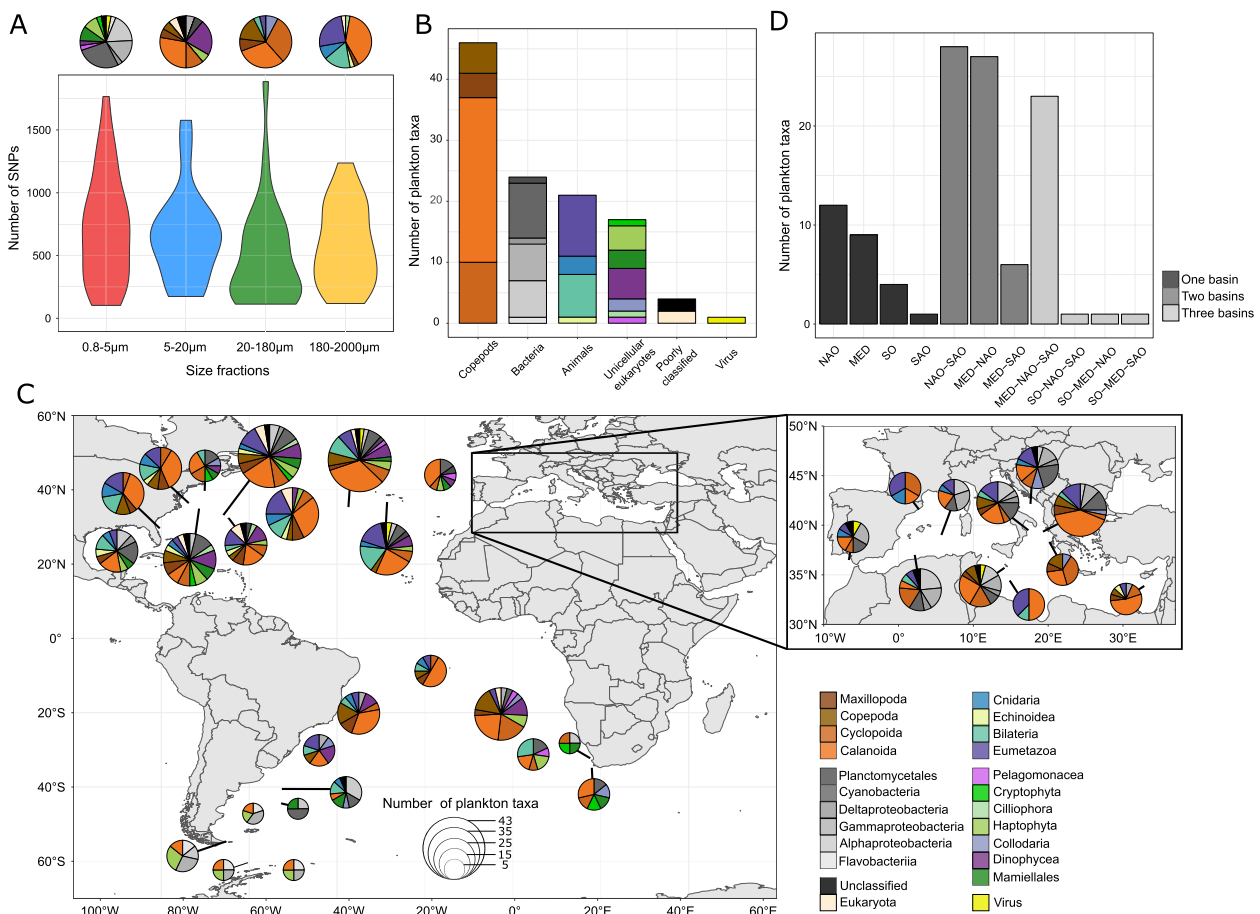 A
B
D
Number of SNPs
1500
1000
500
0
0.8-5µm
5-20µm
20-180µm
180-2000µm
Size fractions
Number of plankton taxa
40
30
20
10
0
Copepods
Bacteria
Animals
Unicellular
eukaryotes
Poorly
classified
Virus
Number of plankton taxa
20
10
0
NAO
MED
SO
SAO
NAO−SAO
MED−NAO
MED−SAO
MED−NAO−SAO
SO−NAO−SAO
SO−MED−NAO
SO−MED−SAO
One basin
Two basins
Three basins
C
60°N
40°N
20°N
0°
20°S
40°S
60°S
100°W
80°W
60°W
40°W
20°W
0°
20°E
40°E
60°E
Number of plankton taxa
43
35
25
15
5
50°N
45°N
40°N
35°N
30°N
10°W
0°
10°E
20°E
30°E
Maxillopoda
Copepoda
Cyclopoida
Calanoida
Planctomycetales
Cyanobacteria
Deltaproteobacteria
Gammaproteobacteria
Alphaproteobacteria
Flavobacteriia
Unclassified
Eukaryota
Cnidaria
Echinoidea
Bilateria
Eumetazoa
Pelagomonacea
Cryptophyta
Cilliophora
Haptophyta
Collodaria
Dinophycea
Mamiellales
Virus